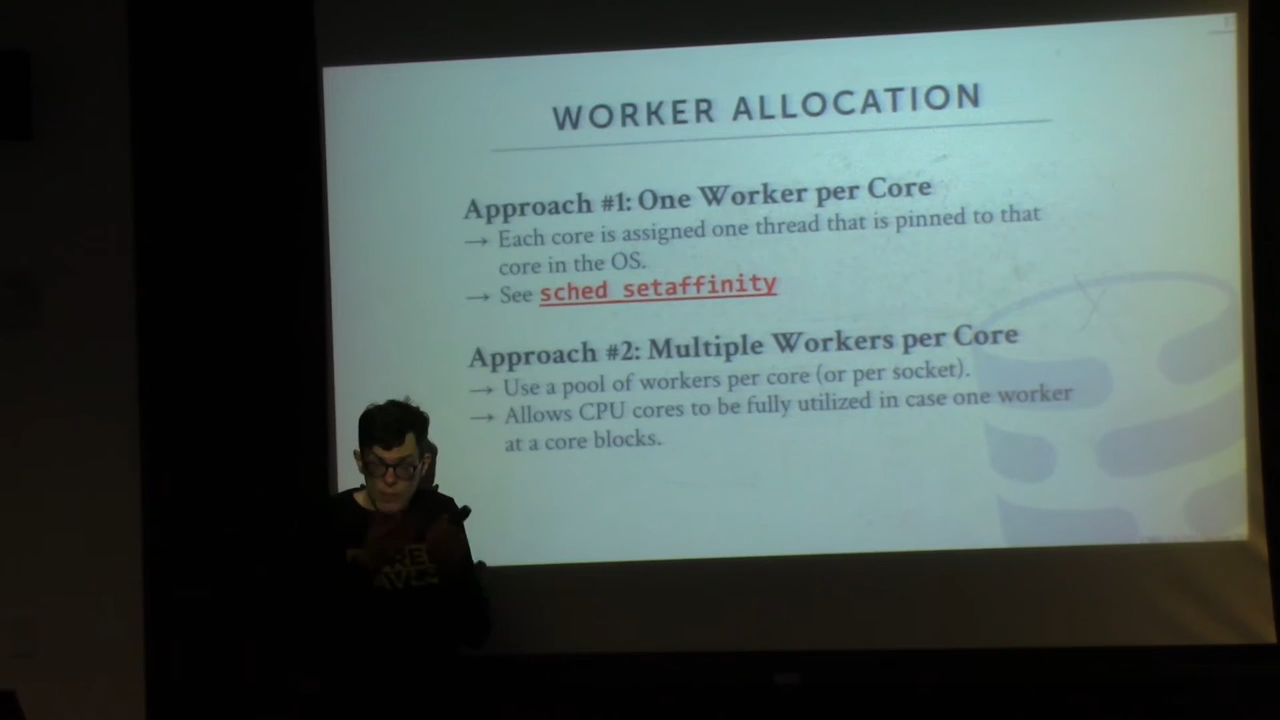 WORKER ALLOCATION
Approach #1: One Worker per Core
→ Each core is assigned one thread that is pinned to that
core in the OS.
→ See sched setaffinity
Approach #2: Multiple Workers per Core
→ Use a pool of workers per core (or per socket).
→ Allows CPU cores to be fully utilized in case one worker
at a core blocks.